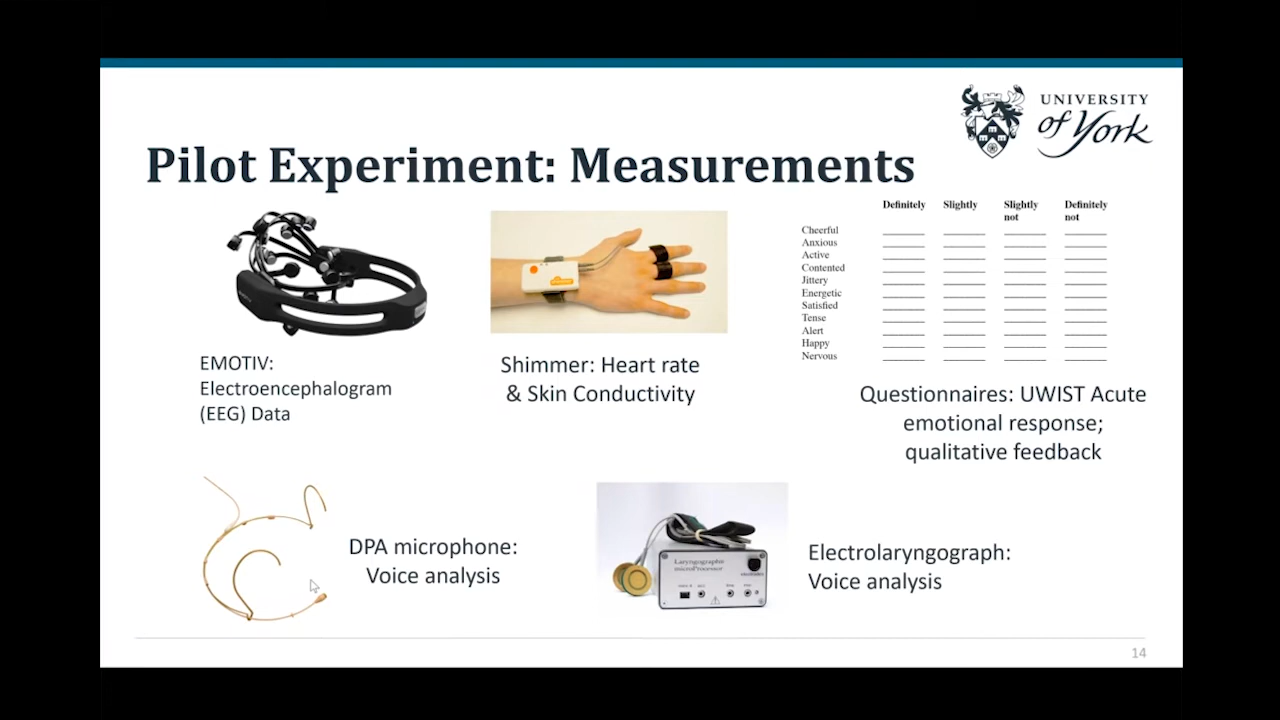 UNIVERSITY
of York
Pilot Experiment: Measurements
Definitely Slightly Slightly not Definitely not
Cheerful
Anxious
Active
Contented
Jittery
Energetic
Satisfied
Tense
Alert
Happy
Nervous
EMOTIV:
Electroencephalogram
(EEG) Data
Shimmer: Heart rate
& Skin Conductivity
Questionnaires: UWIST Acute
emotional response;
qualitative feedback
DPA microphone:
Voice analysis
Laryngograph
microProcessor
Electrolaryngograph:
Voice analysis
14